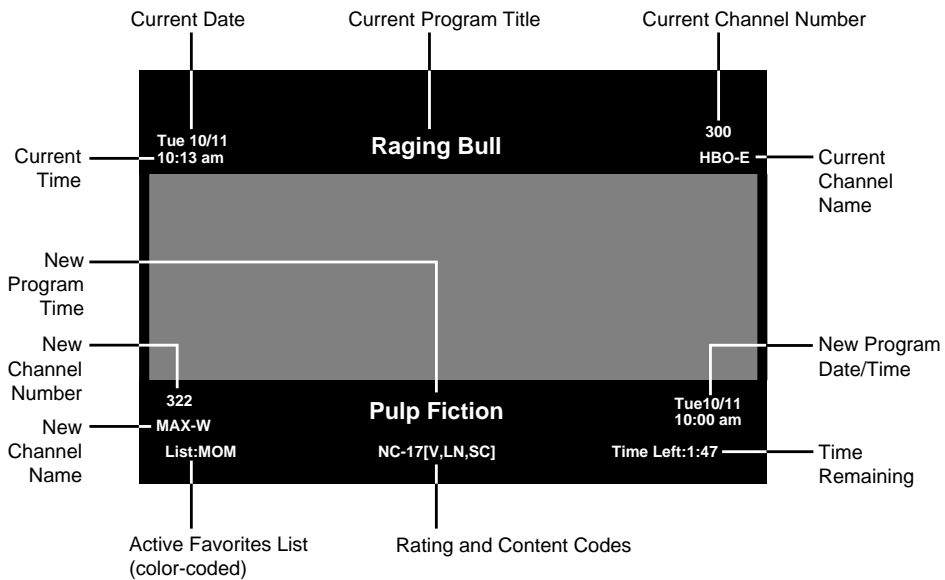 Current Date
Current Program Title
Current Channel Number
Tue 10/11
10:13 am
Raging Bull
300
HBO-E
Current
Time
Current
Channel
Name
New
Program
Time
New
Channel
Number
New Program
Date/Time
322
MAX-W
Pulp Fiction
Tue10/11
10:00 am
New
Channel
Name
List:MOM
NC-17[V,LN,SC]
Time Left:1:47
Time
Remaining
Active Favorites List
(color-coded)
Rating and Content Codes